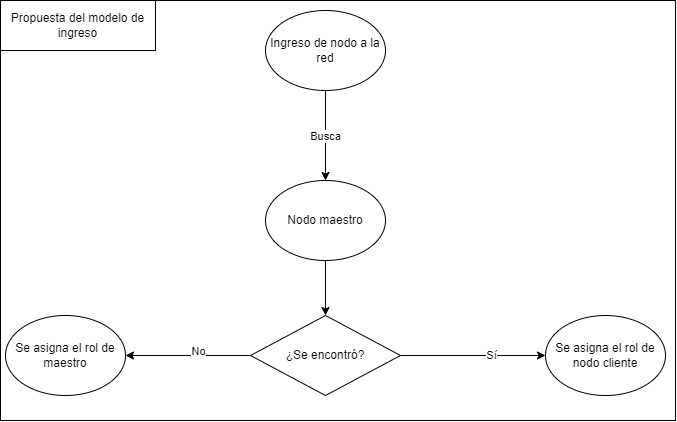 Propuesta del modelo de
ingreso
Ingreso de nodo a la
red
Busca
Nodo maestro
¿Se encontró?
No
Sí
Se asigna el rol de
maestro
Se asigna el rol de
nodo cliente